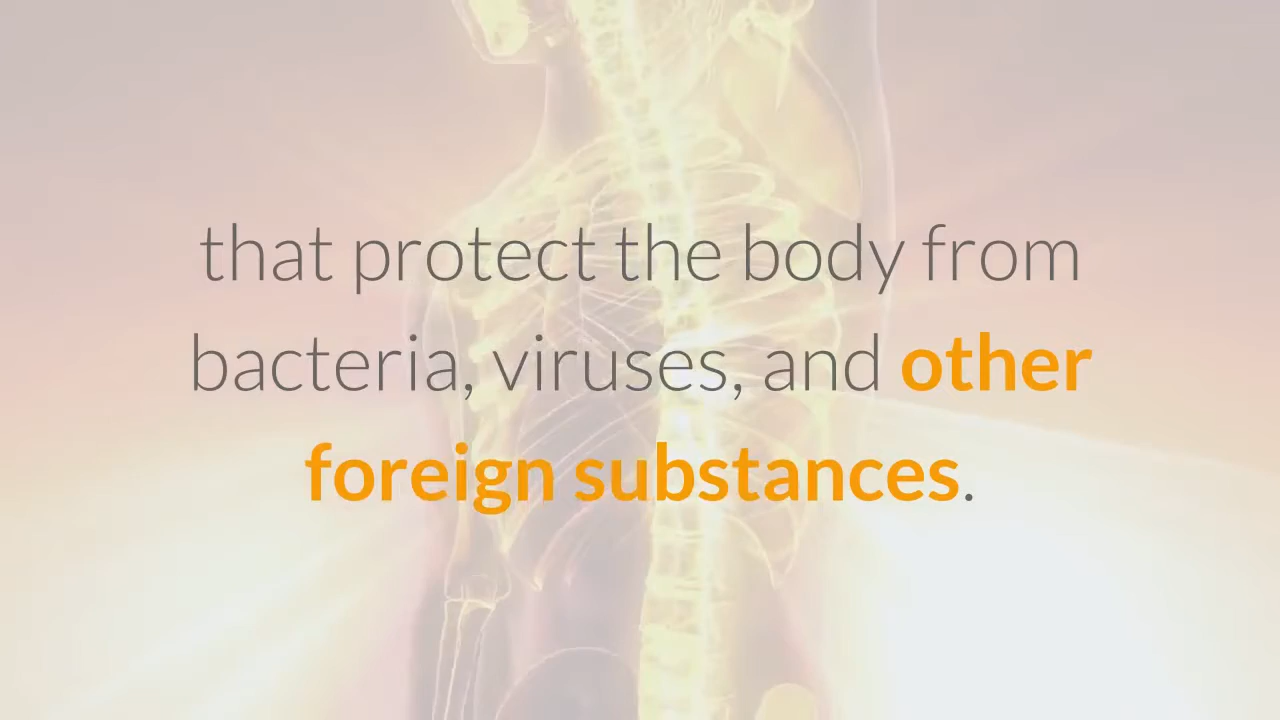 that protect the body from
bacteria, viruses, and other
foreign substances.